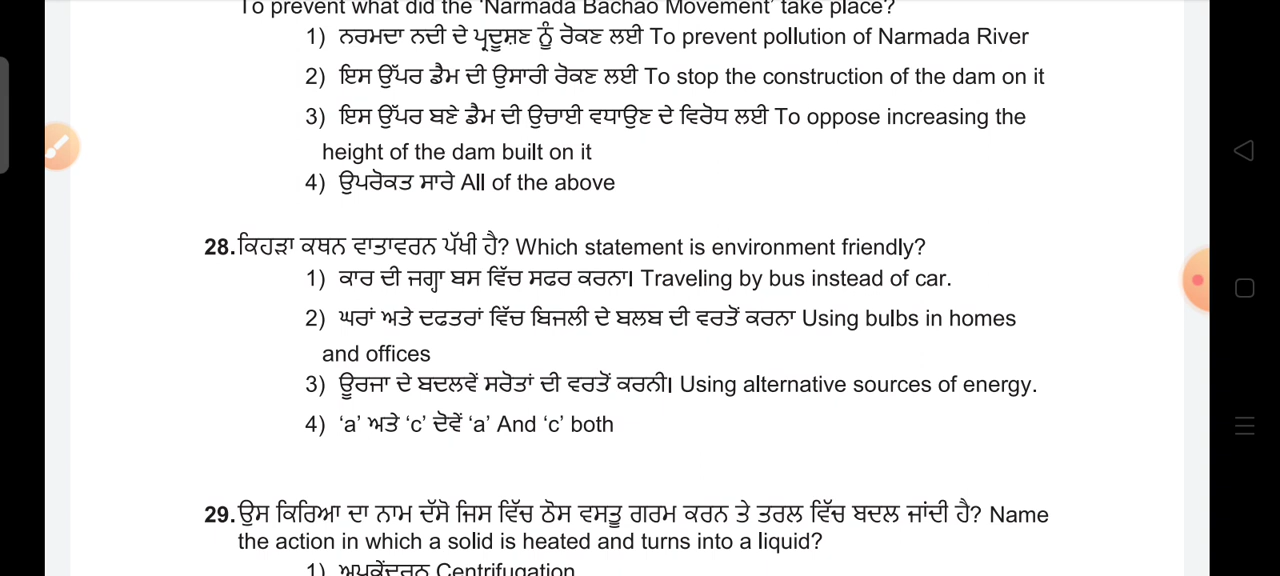 To prevent what did the 'Narmada Bachao Movement' take place?
1) ਨਰਮਦਾ ਨਦੀ ਦੇ ਪ੍ਰਦੂਸ਼ਣ ਨੂੰ ਰੋਕਣ ਲਈ To prevent pollution of Narmada River
2) ਇਸ ਉੱਪਰ ਡੈਮ ਦੀ ਉਸਾਰੀ ਰੋਕਣ ਲਈ To stop the construction of the dam on it
3) ਇਸ ਉੱਪਰ ਬਣੇ ਡੈਮ ਦੀ ਉਚਾਈ ਵਧਾਉਣ ਦੇ ਵਿਰੋਧ ਲਈ To oppose increasing the
height of the dam built on it
4) ਉਪਰੋਕਤ ਸਾਰੇ All of the above
28. ਕਿਹੜਾ ਕਥਨ ਵਾਤਾਵਰਨ ਪੱਖੀ ਹੈ? Which statement is environment friendly?
1) ਕਾਰ ਦੀ ਜਗ੍ਹਾ ਬਸ ਵਿੱਚ ਸਫਰ ਕਰਨਾ। Traveling by bus instead of car.
2) ਘਰਾਂ ਅਤੇ ਦਫਤਰਾਂ ਵਿੱਚ ਬਿਜਲੀ ਦੇ ਬਲਬ ਦੀ ਵਰਤੋਂ ਕਰਨਾ Using bulbs in homes
and offices
3) ਊਰਜਾ ਦੇ ਬਦਲਵੇਂ ਸਰੋਤਾਂ ਦੀ ਵਰਤੋਂ ਕਰਨੀ। Using alternative sources of energy.
4) 'a' ਅਤੇ 'c' ਦੋਵੇਂ 'a' And 'c' both
29. ਉਸ ਕਿਰਿਆ ਦਾ ਨਾਮ ਦੱਸੋ ਜਿਸ ਵਿੱਚ ਠੋਸ ਵਸਤੂ ਗਰਮ ਕਰਨ ਤੇ ਤਰਲ ਵਿੱਚ ਬਦਲ ਜਾਂਦੀ ਹੈ? Name
the action in which a solid is heated and turns into a liquid?
1) ਅਪਕੇਂਦਰਨ Centrifugation